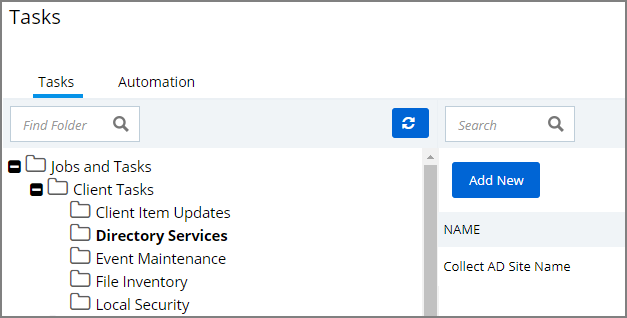 Tasks
Tasks Automation
Find Folder
Search
Jobs and Tasks
Client Tasks
Client Item Updates
Directory Services
Event Maintenance
File Inventory
Local Security
Add New
NAME
Collect AD Site Name